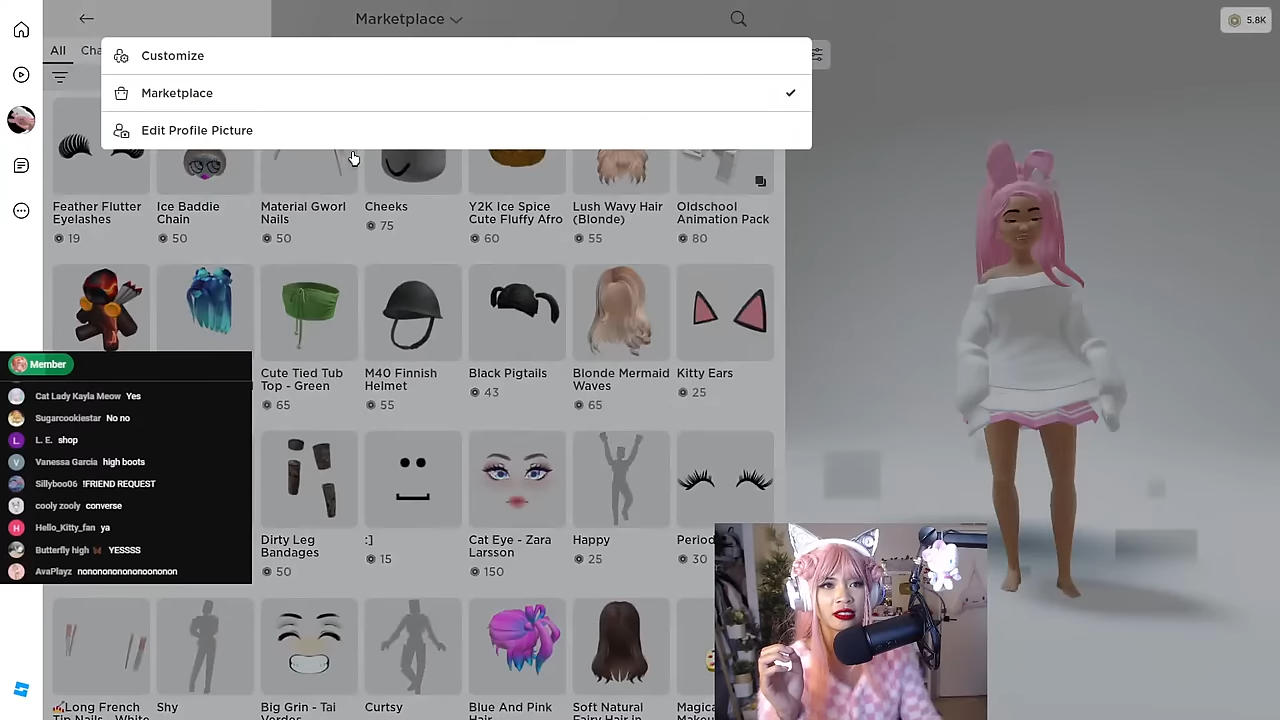 Marketplace
5.8K
All Cha
Customize
Marketplace
Edit Profile Picture
Feather Flutter
Eyelashes
19
Ice Baddie
Chain
50
Material Gworl
Nails
50
Cheeks
75
Y2K Ice Spice
Cute Fluffy Afro
60
Lush Wavy Hair
(Blonde)
55
Oldschool
Animation Pack
80
Cute Tied Tub
Top - Green
65
M40 Finnish
Helmet
55
Black Pigtails
43
Blonde Mermaid
Waves
65
Kitty Ears
25
Member
Cat Lady Kayla Meow Yes
Sugarcookiestar No no
L. E. shop
Vanessa Garcia high boots
Sillyboo06 !FRIEND REQUEST
cooly zooly converse
Hello_Kitty_fan ya
Butterfly high YESSSS
AvaPlayz nononononononoononon
Dirty Leg
Bandages
50
:]
15
Cat Eye - Zara
Larsson
150
Happy
25
Period
30
Long French
Tip Nails - White
Shy
Big Grin - Tai
Verdes
Curtsy
Blue And Pink
Hair
Soft Natural
Fairy Hair in
Magica